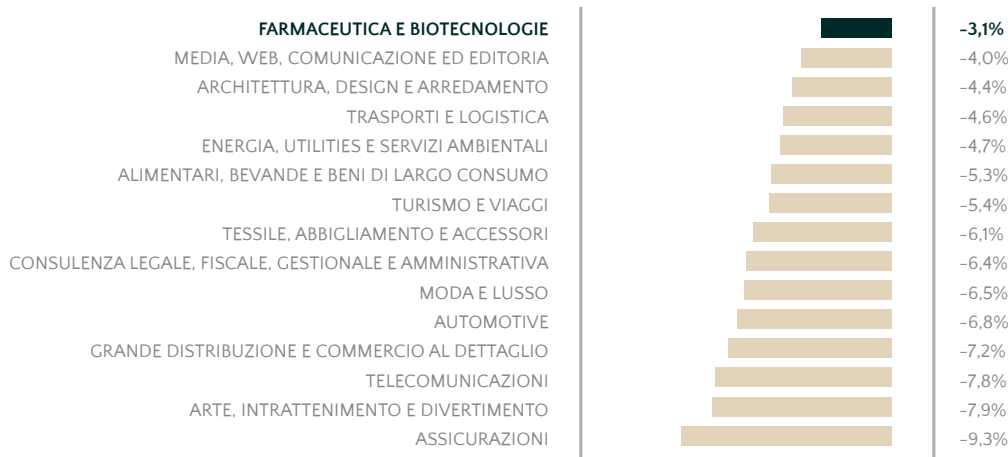 FARMACEUTICA E BIOTECNOLOGIE -3,1%
MEDIA, WEB, COMUNICAZIONE ED EDITORIA -4,0%
ARCHITETTURA, DESIGN E ARREDAMENTO -4,4%
TRASPORTI E LOGISTICA -4,6%
ENERGIA, UTILITIES E SERVIZI AMBIENTALI -4,7%
ALIMENTARI, BEVANDE E BENI DI LARGO CONSUMO -5,3%
TURISMO E VIAGGI -5,4%
TESSILE, ABBIGLIAMENTO E ACCESSORI -6,1%
CONSULENZA LEGALE, FISCALE, GESTIONALE E AMMINISTRATIVA -6,4%
MODA E LUSSO -6,5%
AUTOMOTIVE -6,8%
GRANDE DISTRIBUZIONE E COMMERCIO AL DETTAGLIO -7,2%
TELECOMUNICAZIONI -7,8%
ARTE, INTRATTENIMENTO E DIVERTIMENTO -7,9%
ASSICURAZIONI -9,3%